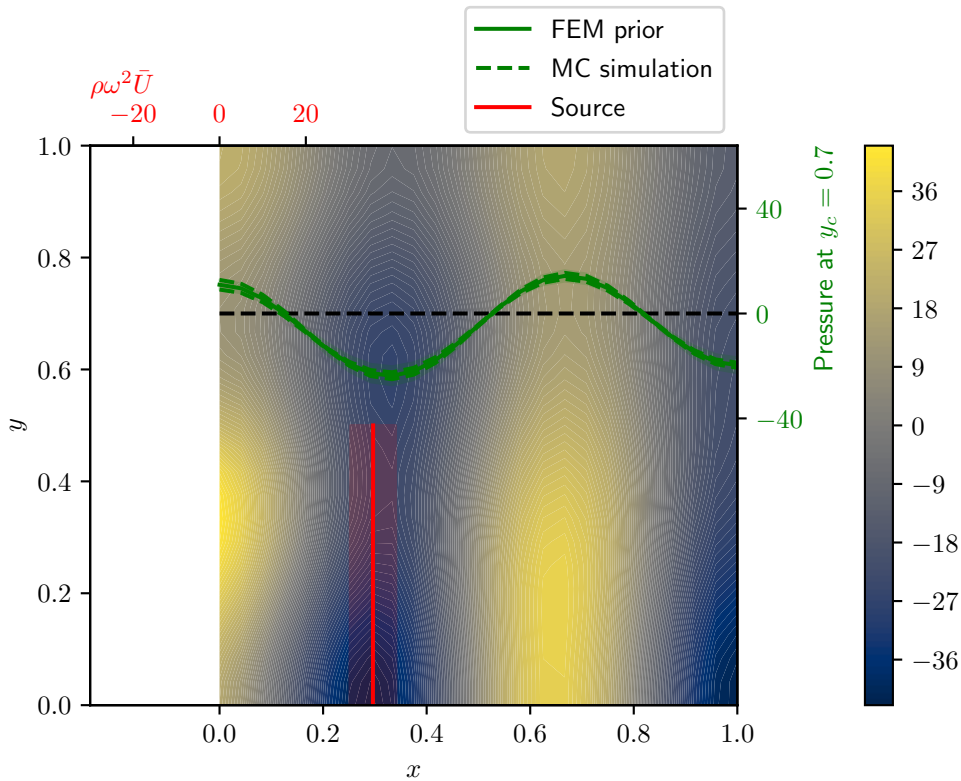 FEM prior
MC simulation
Source
ρω²Ū
−20 0 20
1.0
0.8
0.6
0.4
0.2
0.0
y
0.0 0.2 0.4 0.6 0.8 1.0
x
40
0
−40
Pressure at y_c = 0.7
36
27
18
9
0
−9
−18
−27
−36